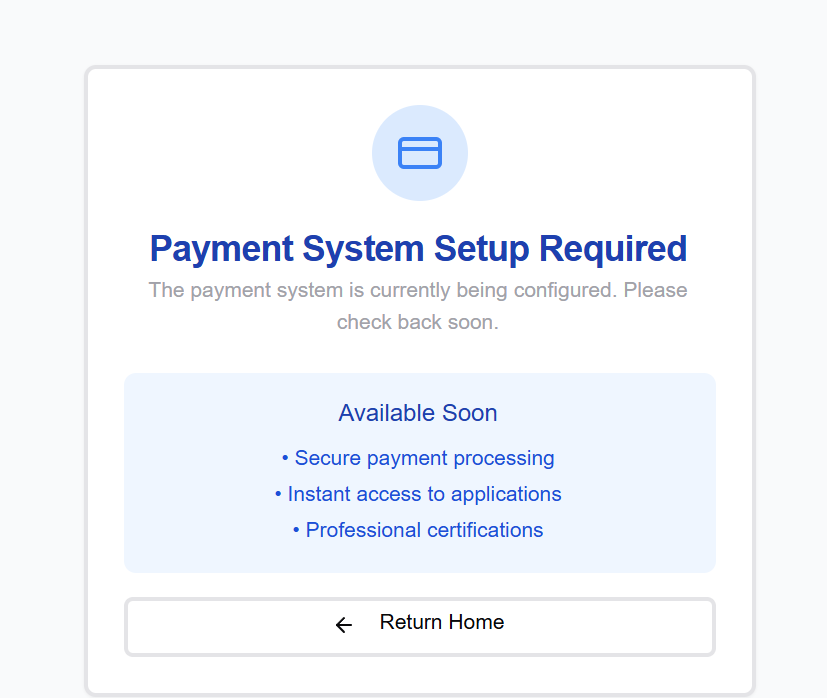 Payment System Setup Required
The payment system is currently being configured. Please
check back soon.
Available Soon
• Secure payment processing
• Instant access to applications
• Professional certifications
← Return Home